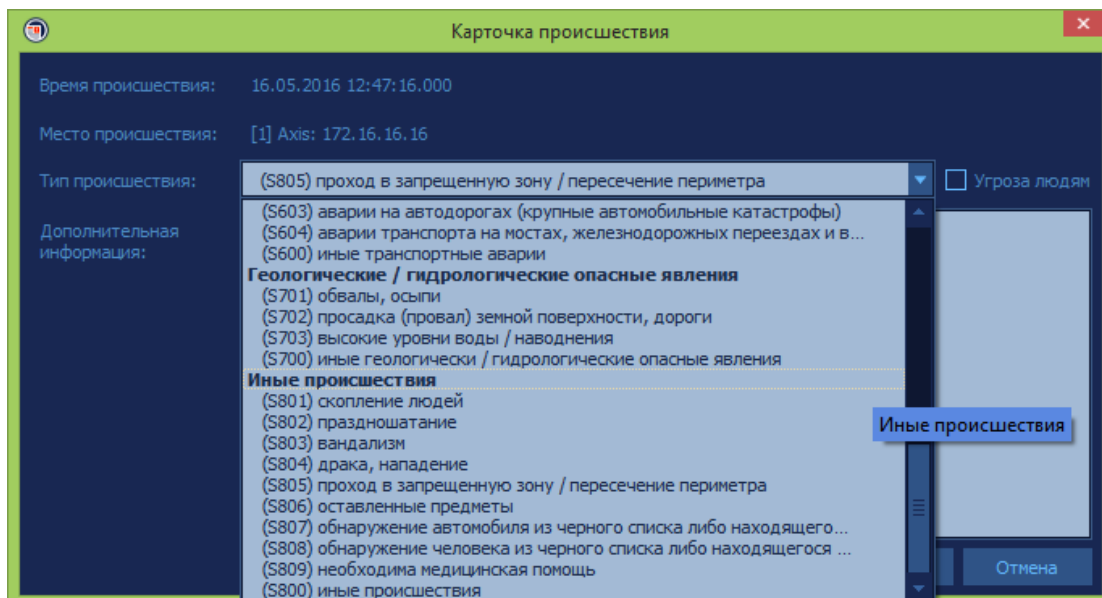 Карточка происшествия
Время происшествия: 16.05.2016 12:47:16.000
Место происшествия: [1] Axis: 172.16.16.16
Тип происшествия: (S805) проход в запрещенную зону / пересечение периметра Угроза людям
Дополнительная
информация:
(S603) аварии на автодорогах (крупные автомобильные катастрофы)
(S604) аварии транспорта на мостах, железнодорожных переездах и в...
(S600) иные транспортные аварии
Геологические / гидрологические опасные явления
(S701) обвалы, осыпи
(S702) просадка (провал) земной поверхности, дороги
(S703) высокие уровни воды / наводнения
(S700) иные геологически / гидрологические опасные явления
Иные происшествия
(S801) скопление людей
(S802) праздношатание
Иные происшествия
(S803) вандализм
(S804) драка, нападение
(S805) проход в запрещенную зону / пересечение периметра
(S806) оставленные предметы
(S807) обнаружение автомобиля из черного списка либо находящего...
(S808) обнаружение человека из черного списка либо находящегося ...
(S809) необходима медицинская помощь
Отмена
(S800) иные происшествия